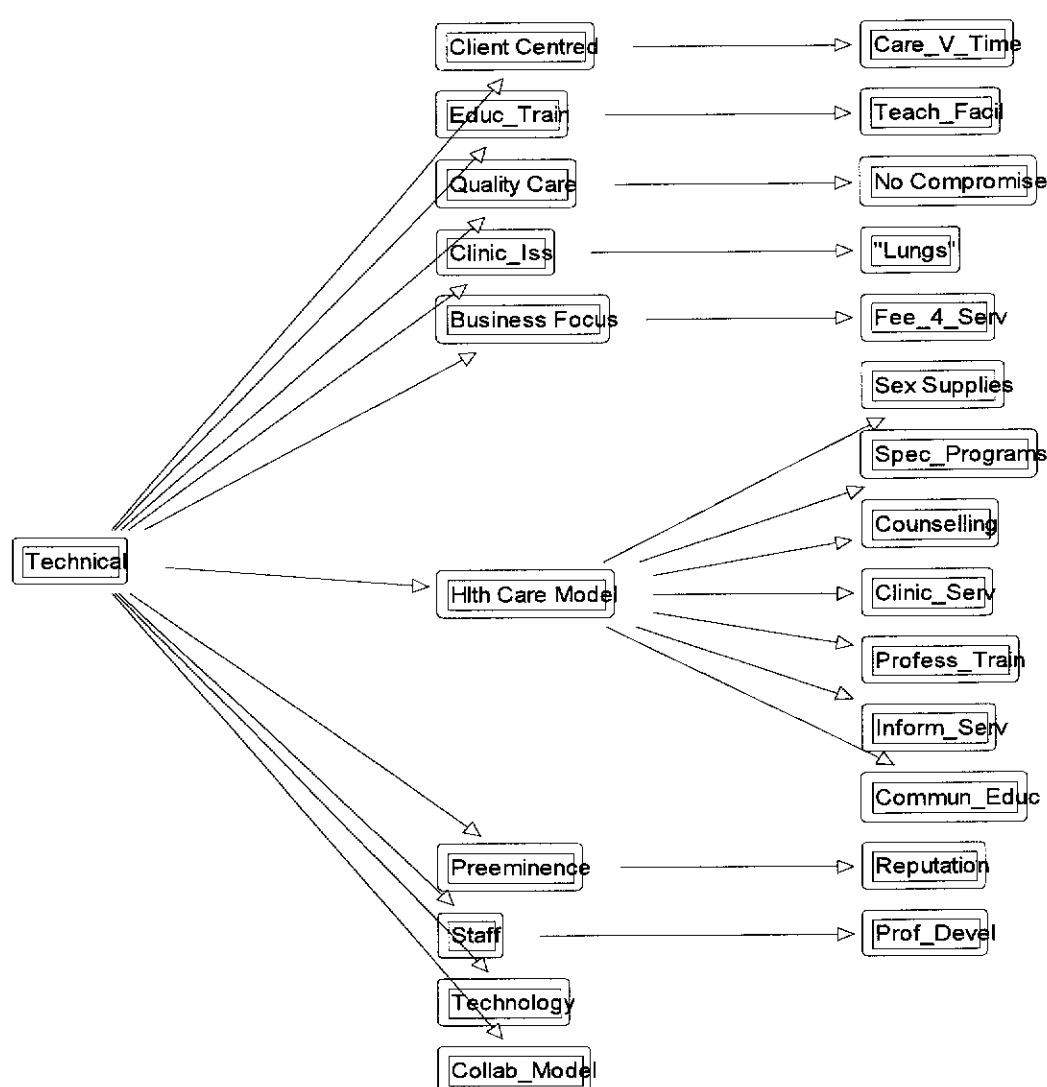 Client Centred
Care_V_Time
Educ_Train
Teach_Facil
Quality Care
No Compromise
Clinic_Iss
"Lungs"
Business Focus
Fee_4_Serv
Sex Supplies
Spec_Programs
Counselling
Technical
Hlth Care Model
Clinic_Serv
Profess_Train
Inform_Serv
Commun_Educ
Preeminence
Reputation
Staff
Prof_Devel
Technology
Collab_Model